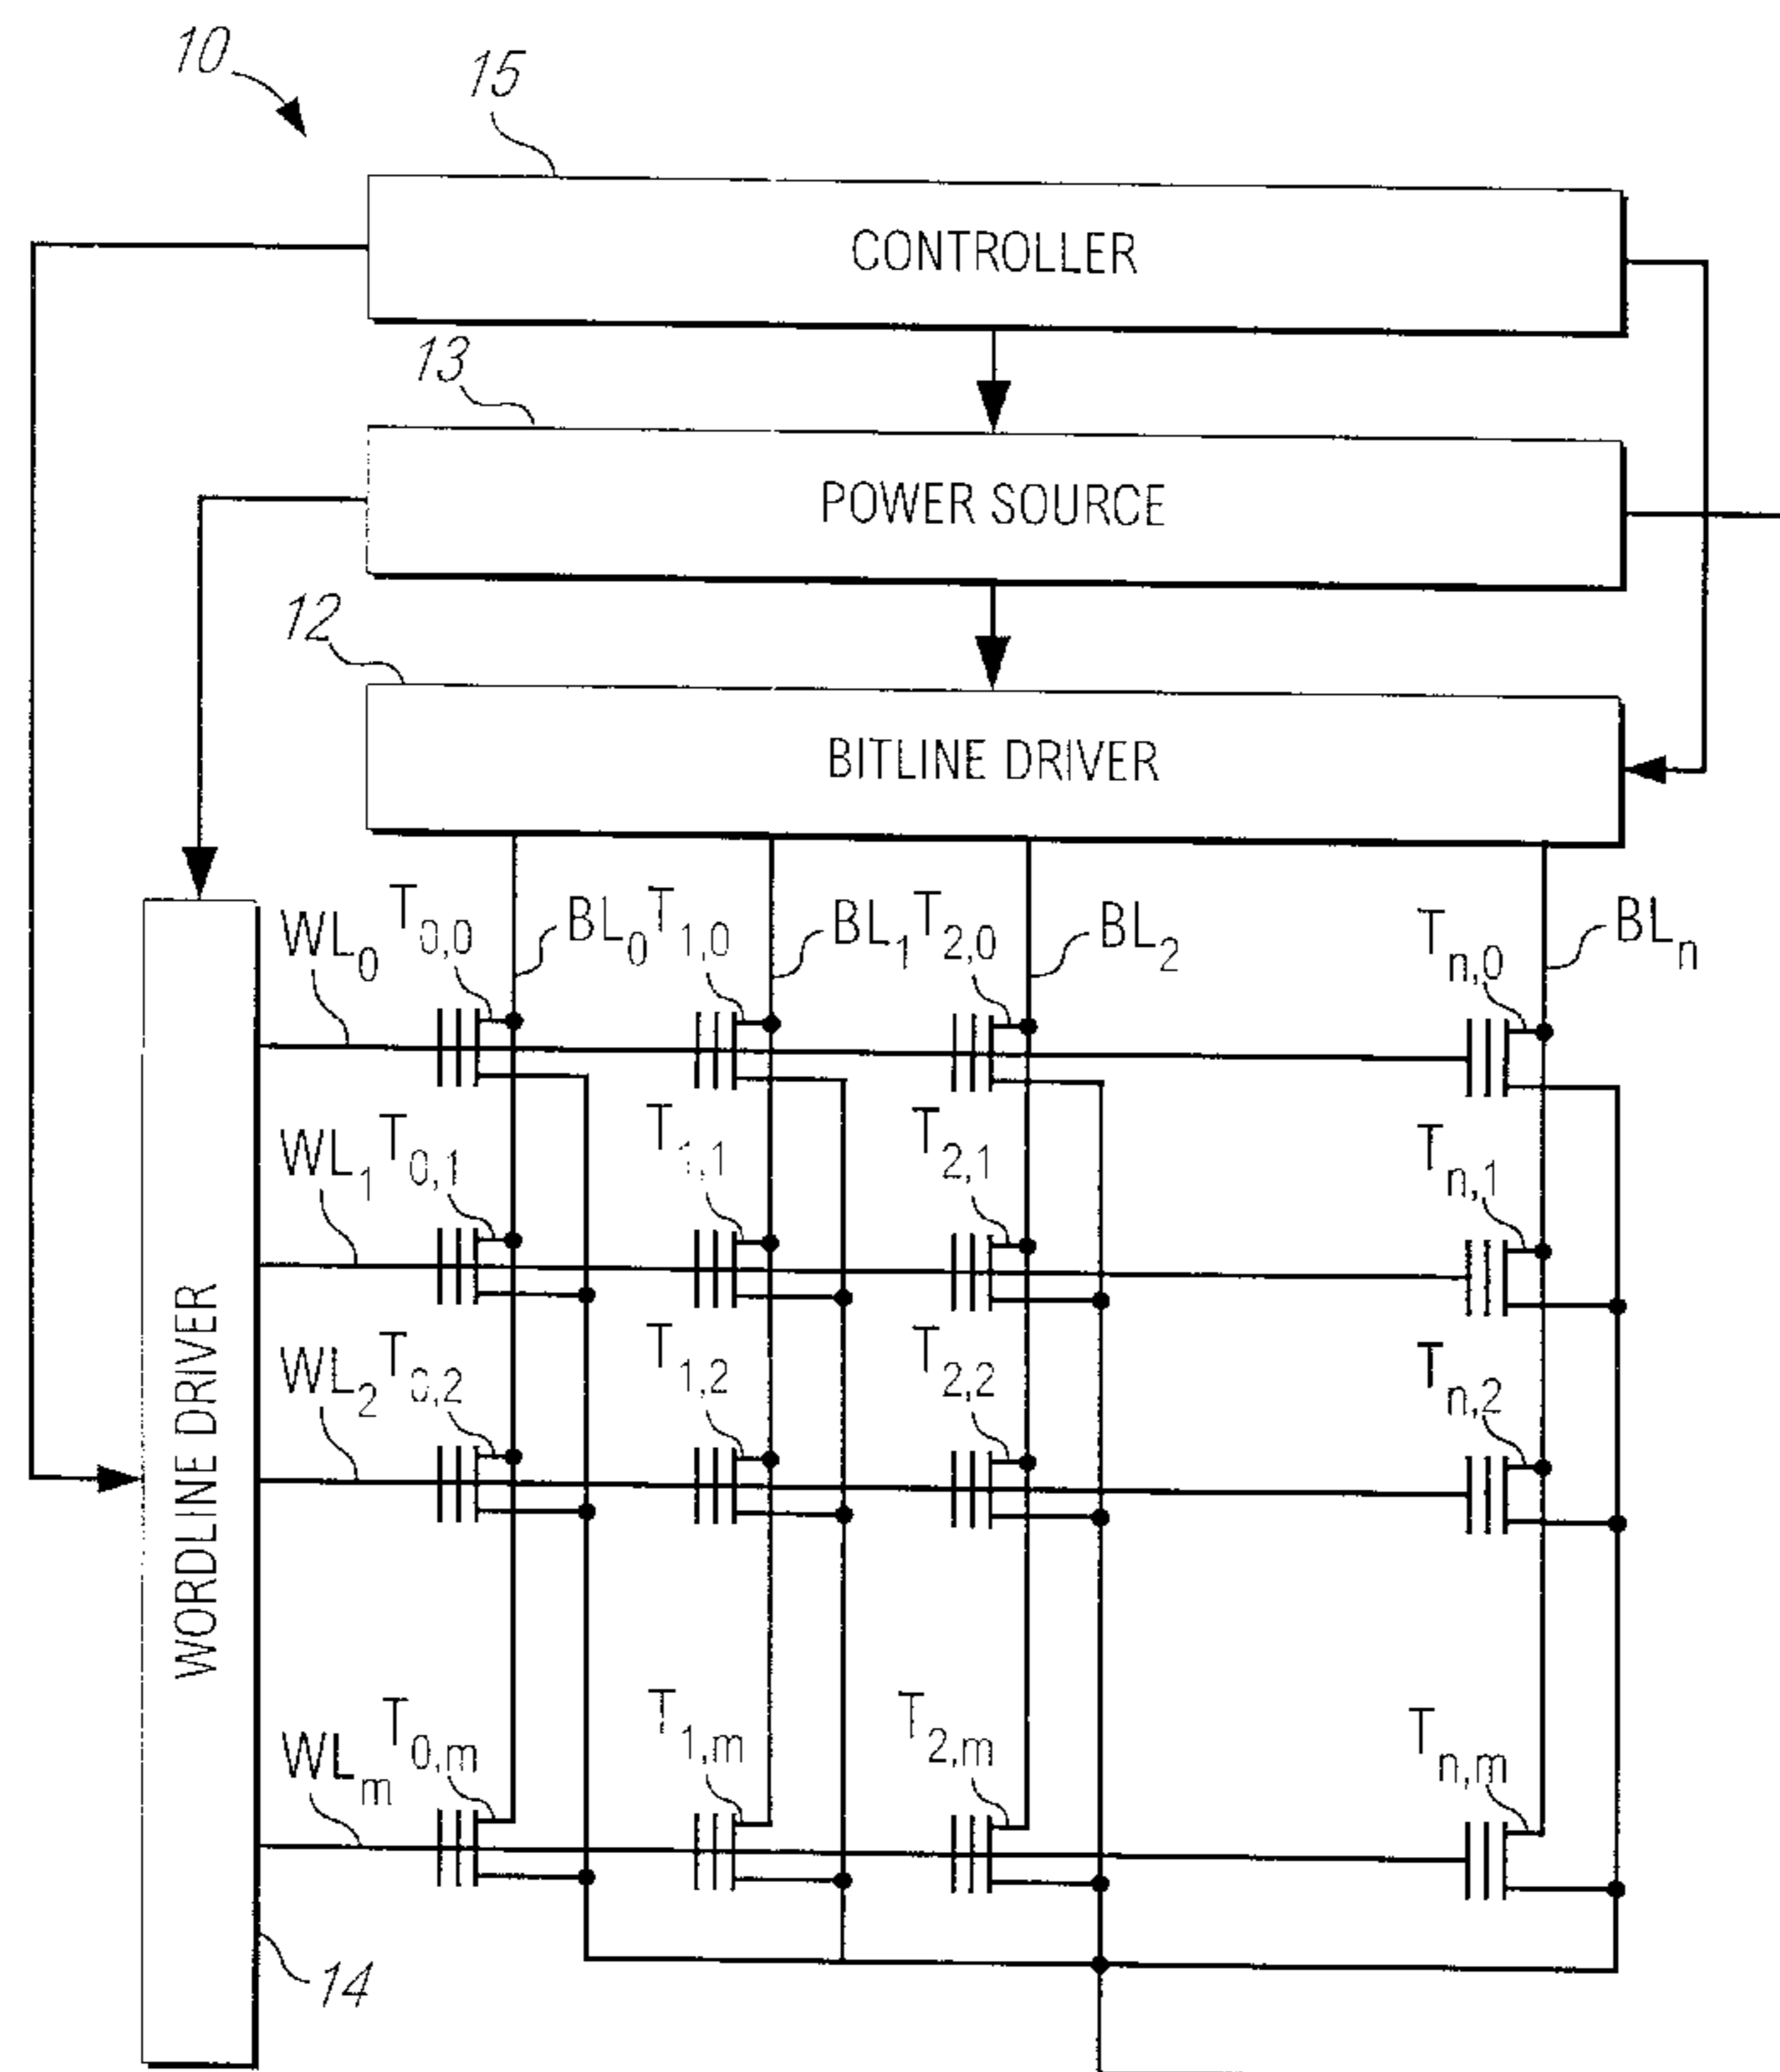 10
15
CONTROLLER
13
POWER SOURCE
12
BITLINE DRIVER
WL0 T0,0 BL0 T1,0 BL1 T2,0 BL2 Tn,0 BLn
WL1 T0,1 T1,1 T2,1 Tn,1
WL2 T0,2 T1,2 T2,2 Tn,2
WORDLINE DRIVER
WLm T0,m T1,m T2,m Tn,m
14